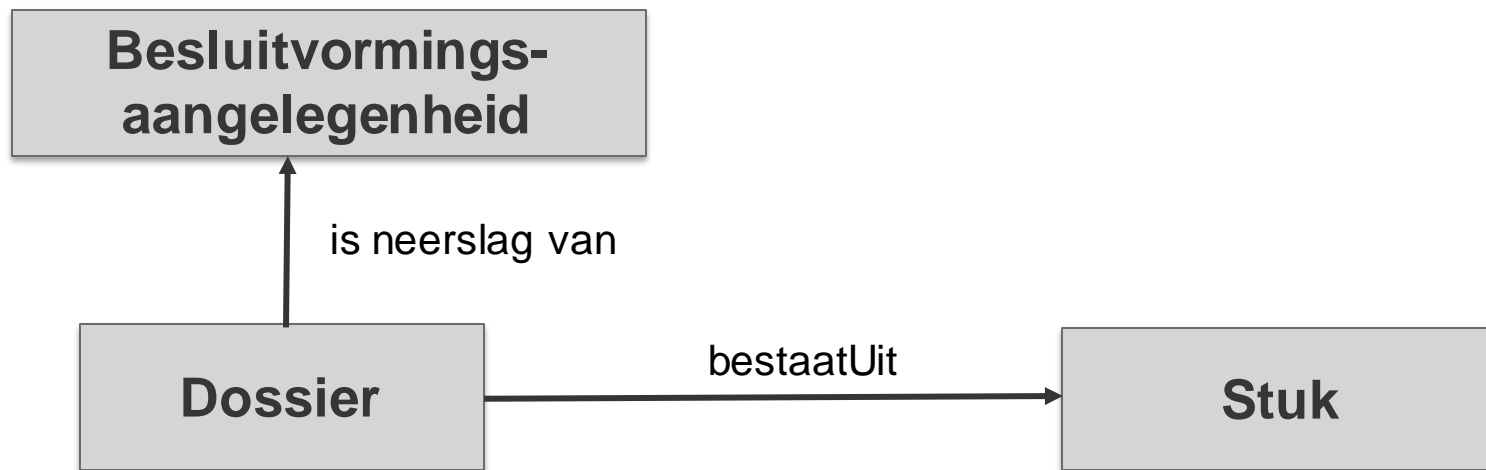 Besluitvormings-
aangelegenheid
is neerslag van
bestaatUit
Dossier
Stuk